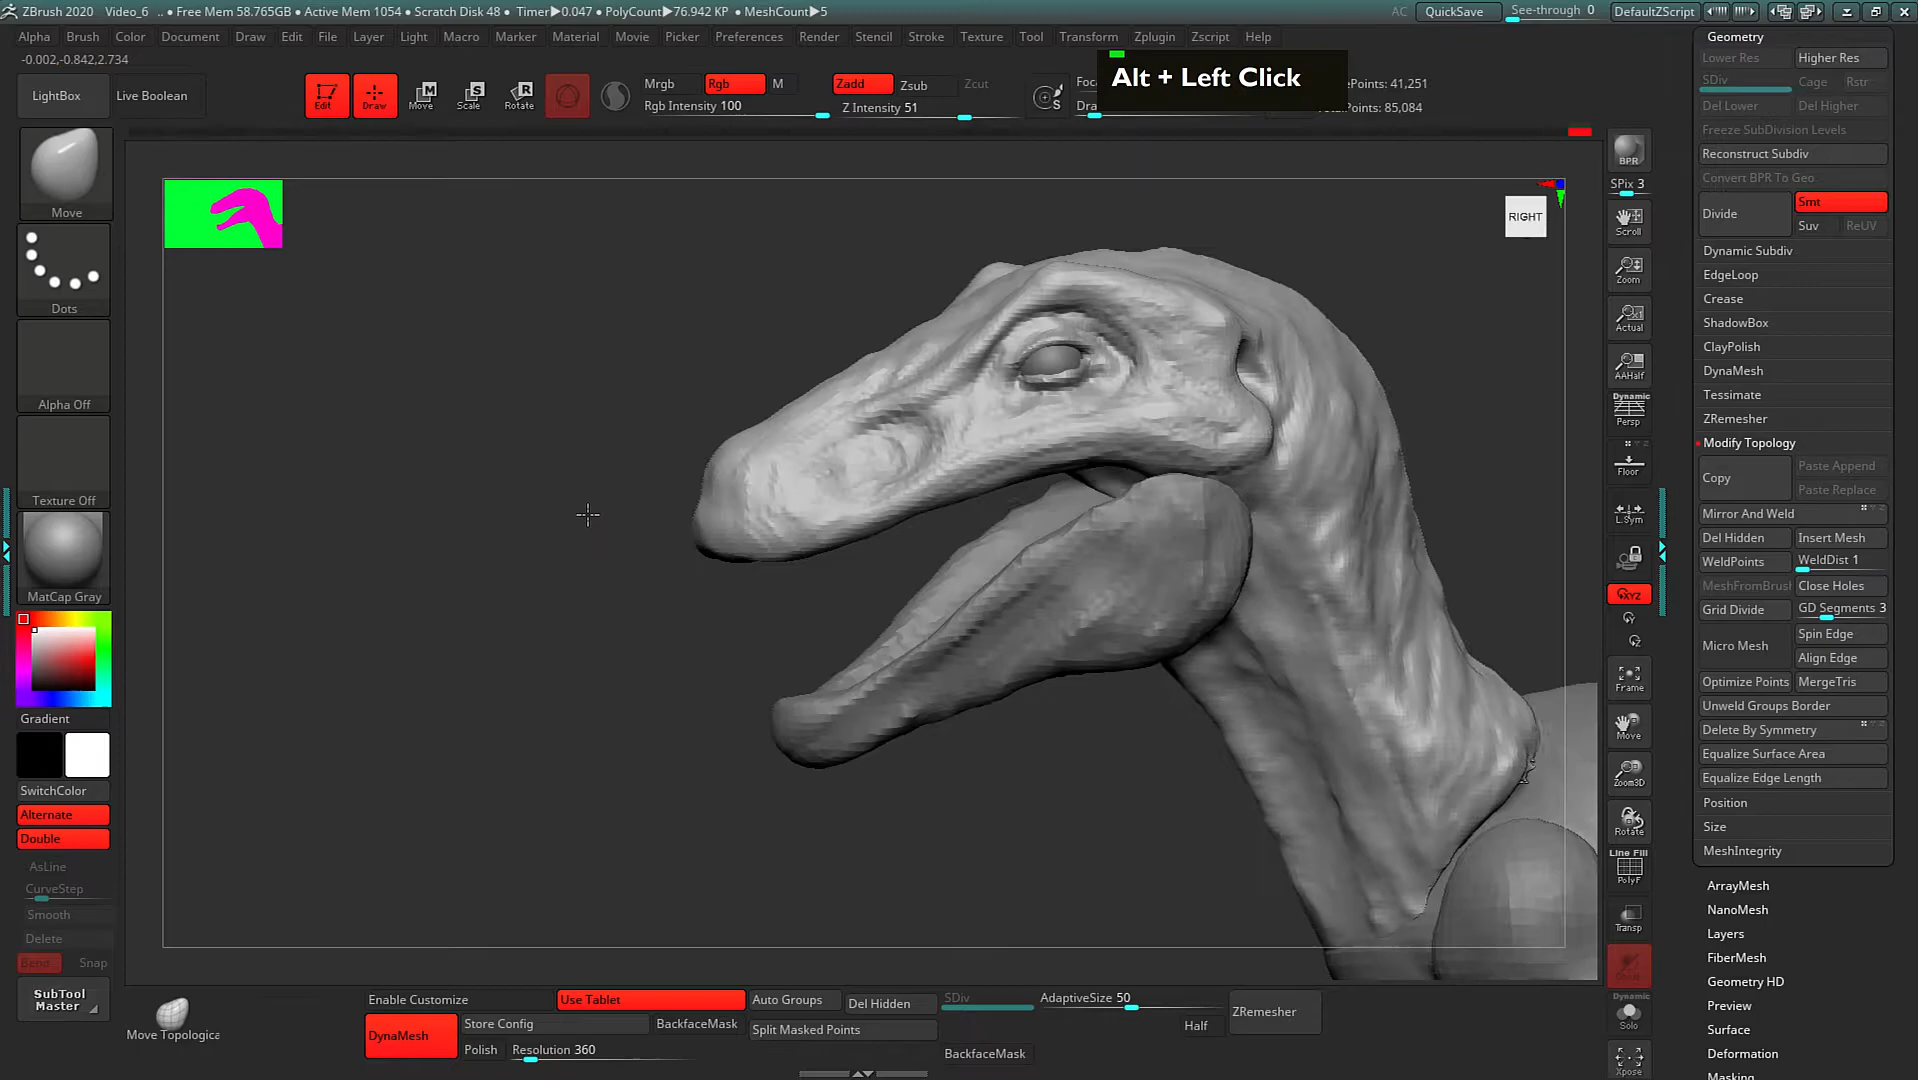 ZBrush 2020 Video_6 .. • Free Mem 58.765GB • Active Mem 1054 • Scratch Disk 48 • Timer▶0.047 • PolyCount▶76.942 KP • MeshCount▶5 AC QuickSave See-through 0 DefaultZScript
Alpha Brush Color Document Draw Edit File Layer Light Macro Marker Material Movie Picker Preferences Render Stencil Stroke Texture Tool Transform Zplugin Zscript Help
-0.002,-0.842,2.734
LightBox Live Boolean
Edit Draw Move Scale Rotate
Mrgb Rgb M
Rgb Intensity 100
Zadd Zsub Zcut
Z Intensity 51
S
Foca
Dra
Alt + Left Click
ePoints: 41,251
Points: 85,084
Move
Dots
Alpha Off
Texture Off
MatCap Gray
Gradient
SwitchColor
Alternate
Double
AsLine
CurveStep
Smooth
Delete
Bend Snap
SubTool
Master
RIGHT
BPR
SPix 3
Scroll
Zoom
Actual
AAHalf
Dynamic
Persp
Floor
L.Sym
XYZ
Frame
Move
Zoom3D
Rotate
Line Fill
PolyF
Transp
Dynamic
Solo
Xpose
Geometry
Lower Res Higher Res
SDiv Cage Rstr
Del Lower Del Higher
Freeze SubDivision Levels
Reconstruct Subdiv
Convert BPR To Geo
Divide Smt
Suv ReUV
Dynamic Subdiv
EdgeLoop
Crease
ShadowBox
ClayPolish
DynaMesh
Tessimate
ZRemesher
Modify Topology
Copy Paste Append
Paste Replace
Mirror And Weld
Del Hidden Insert Mesh
WeldPoints WeldDist 1
MeshFromBrush Close Holes
Grid Divide GD Segments 3
Micro Mesh Spin Edge
Align Edge
Optimize Points MergeTris
Unweld Groups Border
Delete By Symmetry
Equalize Surface Area
Equalize Edge Length
Position
Size
MeshIntegrity
ArrayMesh
NanoMesh
Layers
FiberMesh
Geometry HD
Preview
Surface
Deformation
Masking
Move Topologica
Enable Customize Use Tablet Auto Groups Del Hidden SDiv AdaptiveSize 50
DynaMesh Store Config BackfaceMask Split Masked Points Half ZRemesher
Polish Resolution 360 BackfaceMask